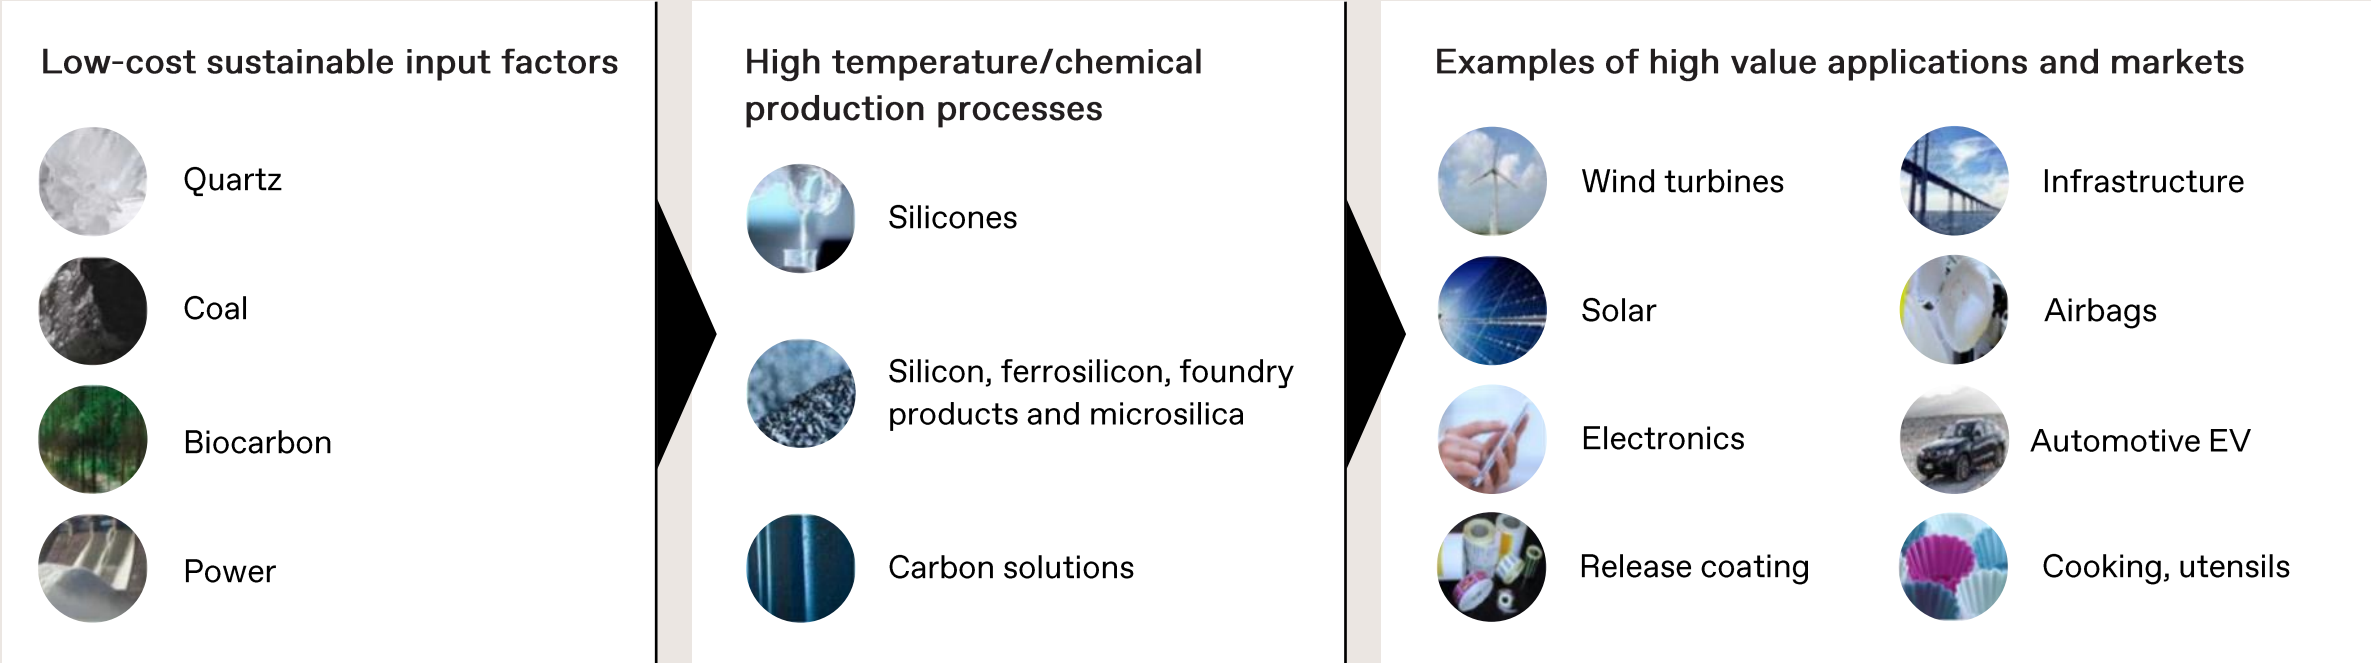 Low-cost sustainable input factors
Quartz
Coal
Biocarbon
Power
High temperature/chemical
production processes
Silicones
Silicon, ferrosilicon, foundry
products and microsilica
Carbon solutions
Examples of high value applications and markets
Wind turbines
Infrastructure
Solar
Airbags
Electronics
Automotive EV
Release coating
Cooking, utensils